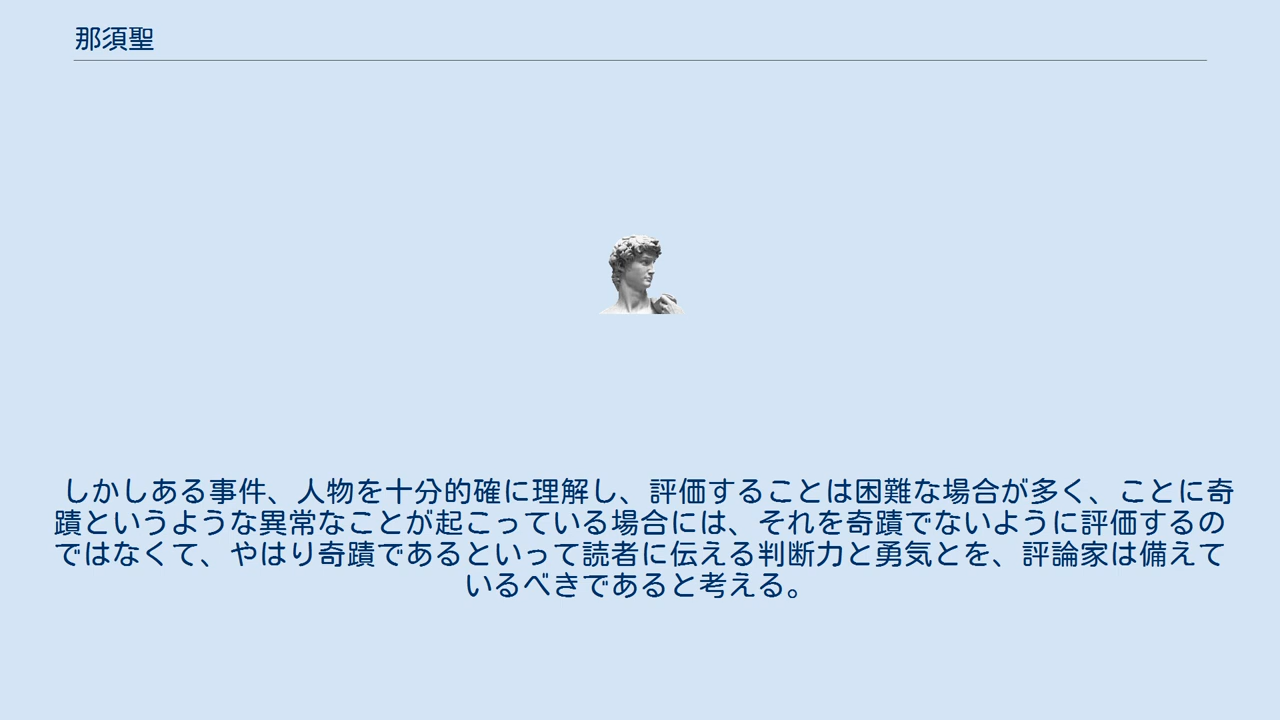 那須聖
しかしある事件、人物を十分的確に理解し、評価することは困難な場合が多く、ことに奇
蹟というような異常なことが起こっている場合には、それを奇蹟でないように評価するの
ではなくて、やはり奇蹟であるといって読者に伝える判断力と勇気とを、評論家は備えて
いるべきであると考える。